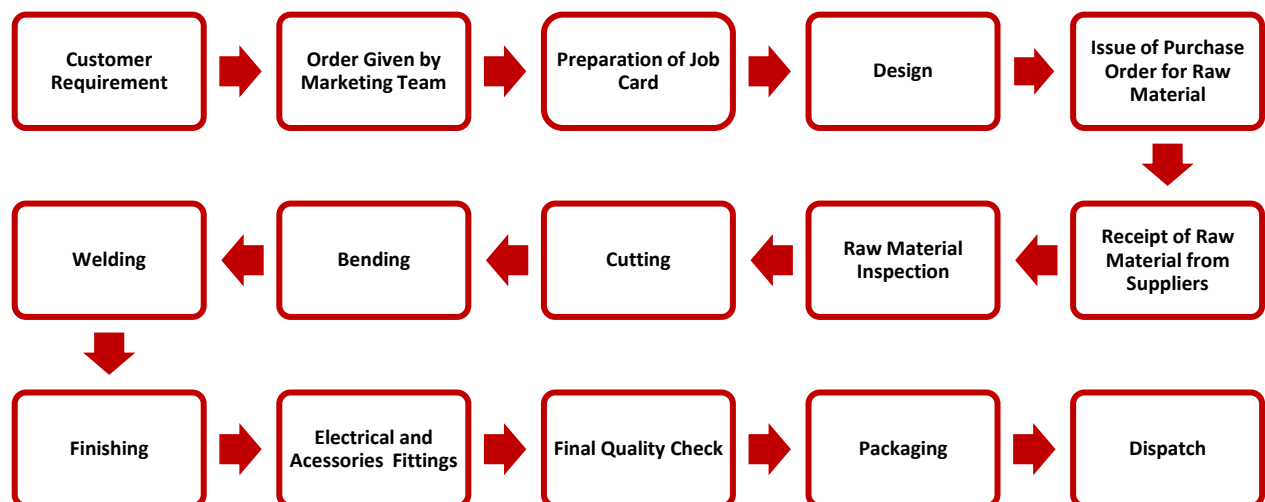 Customer
Requirement
Order Given by
Marketing Team
Preparation of Job
Card
Design
Issue of Purchase
Order for Raw
Material
Receipt of Raw
Material from
Suppliers
Raw Material
Inspection
Cutting
Bending
Welding
Finishing
Electrical and
Acessories  Fittings
Final Quality Check
Packaging
Dispatch